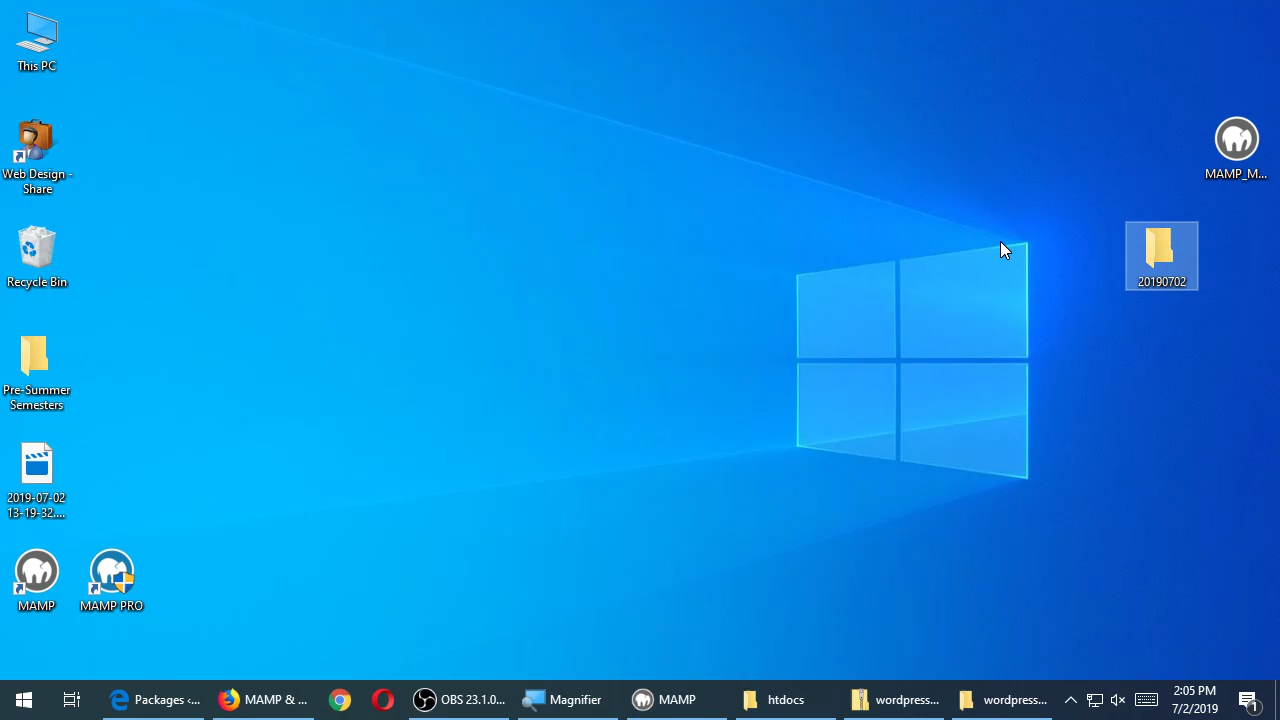 This PC
Web Design -
Share
Recycle Bin
Pre-Summer
Semesters
2019-07-02
13-19-32....
MAMP
MAMP PRO
MAMP_M...
20190702
Packages ‹...
MAMP & ...
OBS 23.1.0...
Magnifier
MAMP
htdocs
wordpress...
wordpress...
2:05 PM
7/2/2019
1